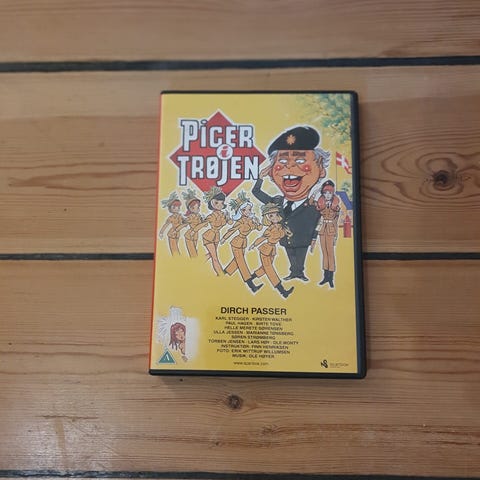 PIGER
i
TRØJEN
DIRCH PASSER
KARL STEGGER · KIRSTEN WALTHER
PAUL HAGEN · BIRTE TOVE
HELLE MERETE SØRENSEN
ULLA JESSEN · MARIANNE TØNSBERG
SØREN STRØMBERG
TORBEN JENSEN · LARS HØY · OLE MONTY
INSTRUKTØR: FINN HENRIKSEN
FOTO: ERIK WITTRUP WILLUMSEN
MUSIK: OLE HØYER
A